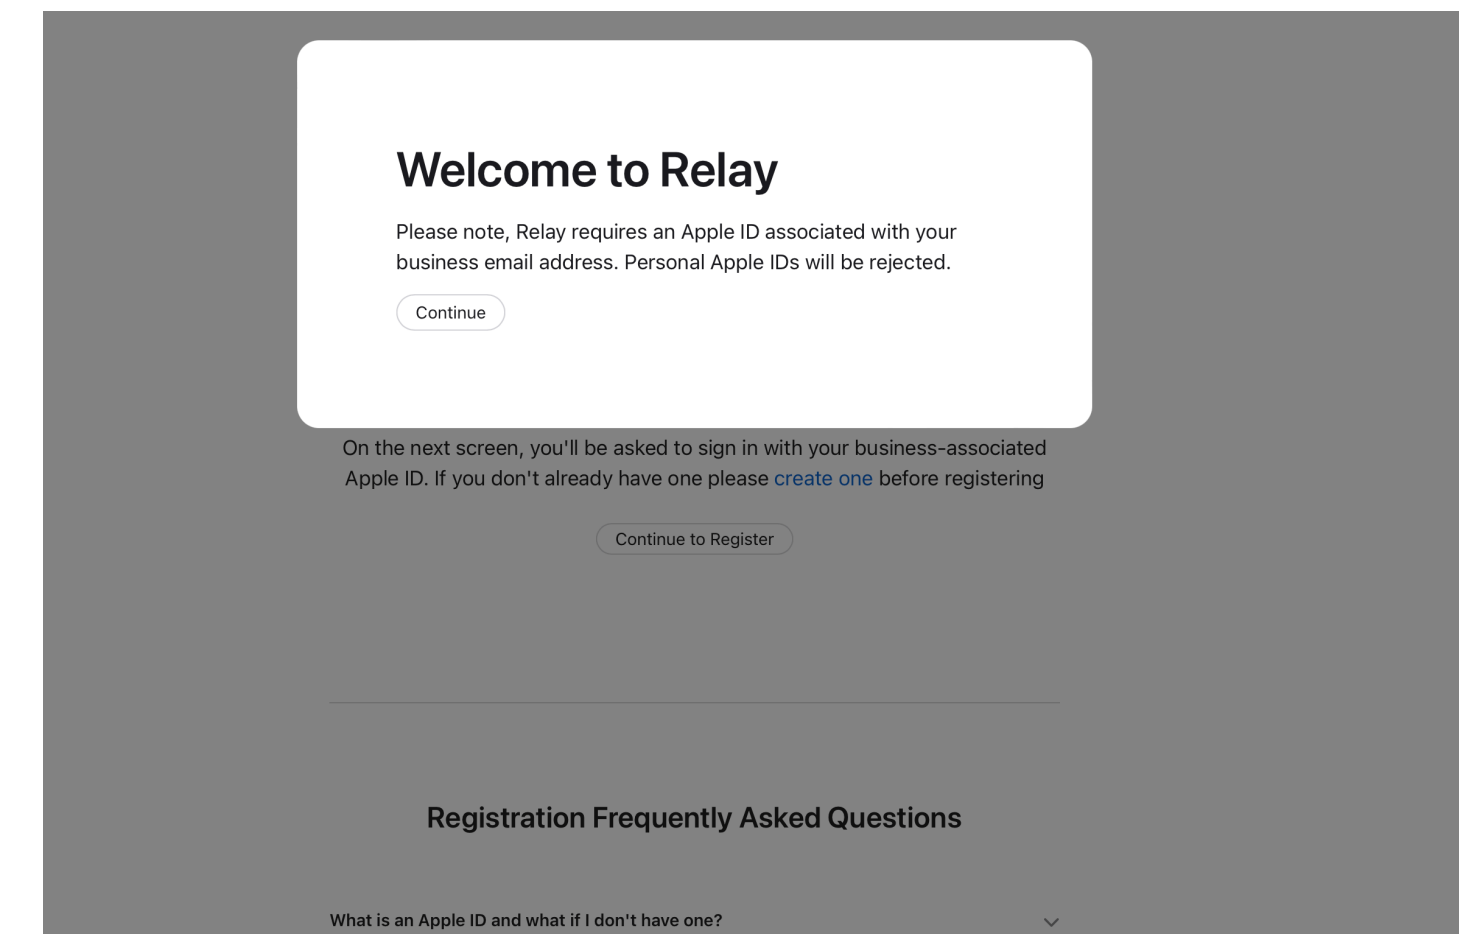 Welcome to Relay
Please note, Relay requires an Apple ID associated with your
business email address. Personal Apple IDs will be rejected.
Continue
On the next screen, you'll be asked to sign in with your business-associated
Apple ID. If you don't already have one please create one before registering
Continue to Register
Registration Frequently Asked Questions
What is an Apple ID and what if I don't have one?